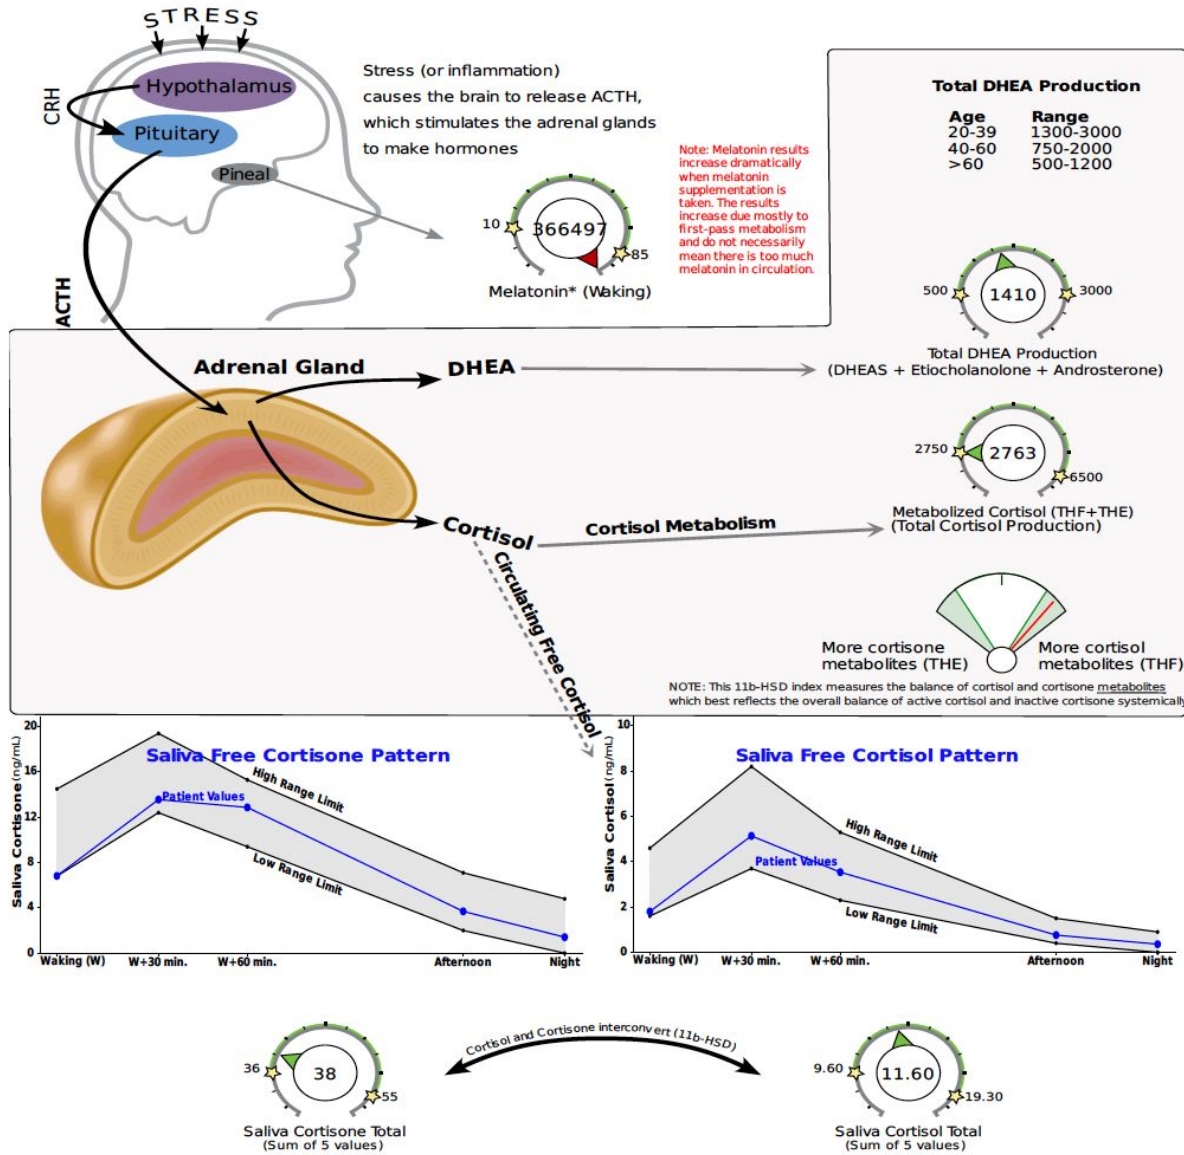 STRESS
Hypothalamus
CRH
Pituitary
Pineal
ACTH
Stress (or inflammation)
causes the brain to release ACTH,
which stimulates the adrenal glands
to make hormones
10
366497
85
Melatonin* (Waking)
Note: Melatonin results
increase dramatically
when melatonin
supplementation is
taken. The results
increase due mostly to
first-pass metabolism
and do not necessarily
mean there is too much
melatonin in circulation.
Total DHEA Production
Age Range
20-39 1300-3000
40-60 750-2000
>60 500-1200
500
1410
3000
Total DHEA Production
(DHEAS + Etiocholanolone + Androsterone)
Adrenal Gland
DHEA
2750
2763
6500
Metabolized Cortisol (THF+THE)
(Total Cortisol Production)
Cortisol
Cortisol Metabolism
Circulating Free Cortisol
More cortisone
metabolites (THE)
More cortisol
metabolites (THF)
NOTE: This 11b-HSD index measures the balance of cortisol and cortisone metabolites
which best reflects the overall balance of active cortisol and inactive cortisone systemically
Saliva Free Cortisone Pattern
Saliva Cortisone (ng/mL)
20
16
12
8
4
0
High Range Limit
Patient Values
Low Range Limit
Waking (W) W+30 min. W+60 min. Afternoon Night
Saliva Free Cortisol Pattern
Saliva Cortisol (ng/mL)
10
8
6
4
2
0
High Range Limit
Patient Values
Low Range Limit
Waking (W) W+30 min. W+60 min. Afternoon Night
36
38
55
Saliva Cortisone Total
(Sum of 5 values)
Cortisol and Cortisone interconvert (11b-HSD)
9.60
11.60
19.30
Saliva Cortisol Total
(Sum of 5 values)